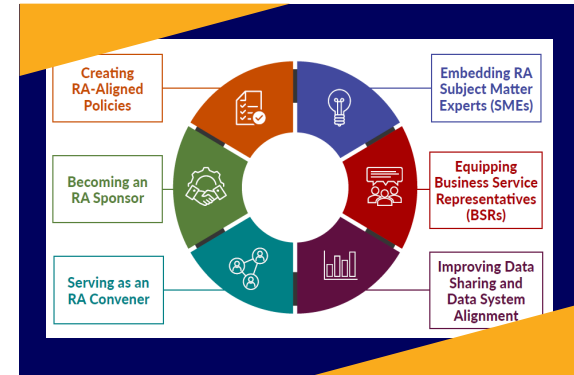 Creating
RA-Aligned
Policies
Embedding RA
Subject Matter
Experts (SMEs)
Becoming an
RA Sponsor
Equipping
Business Service
Representatives
(BSRs)
Serving as an
RA Convener
Improving Data
Sharing and
Data System
Alignment